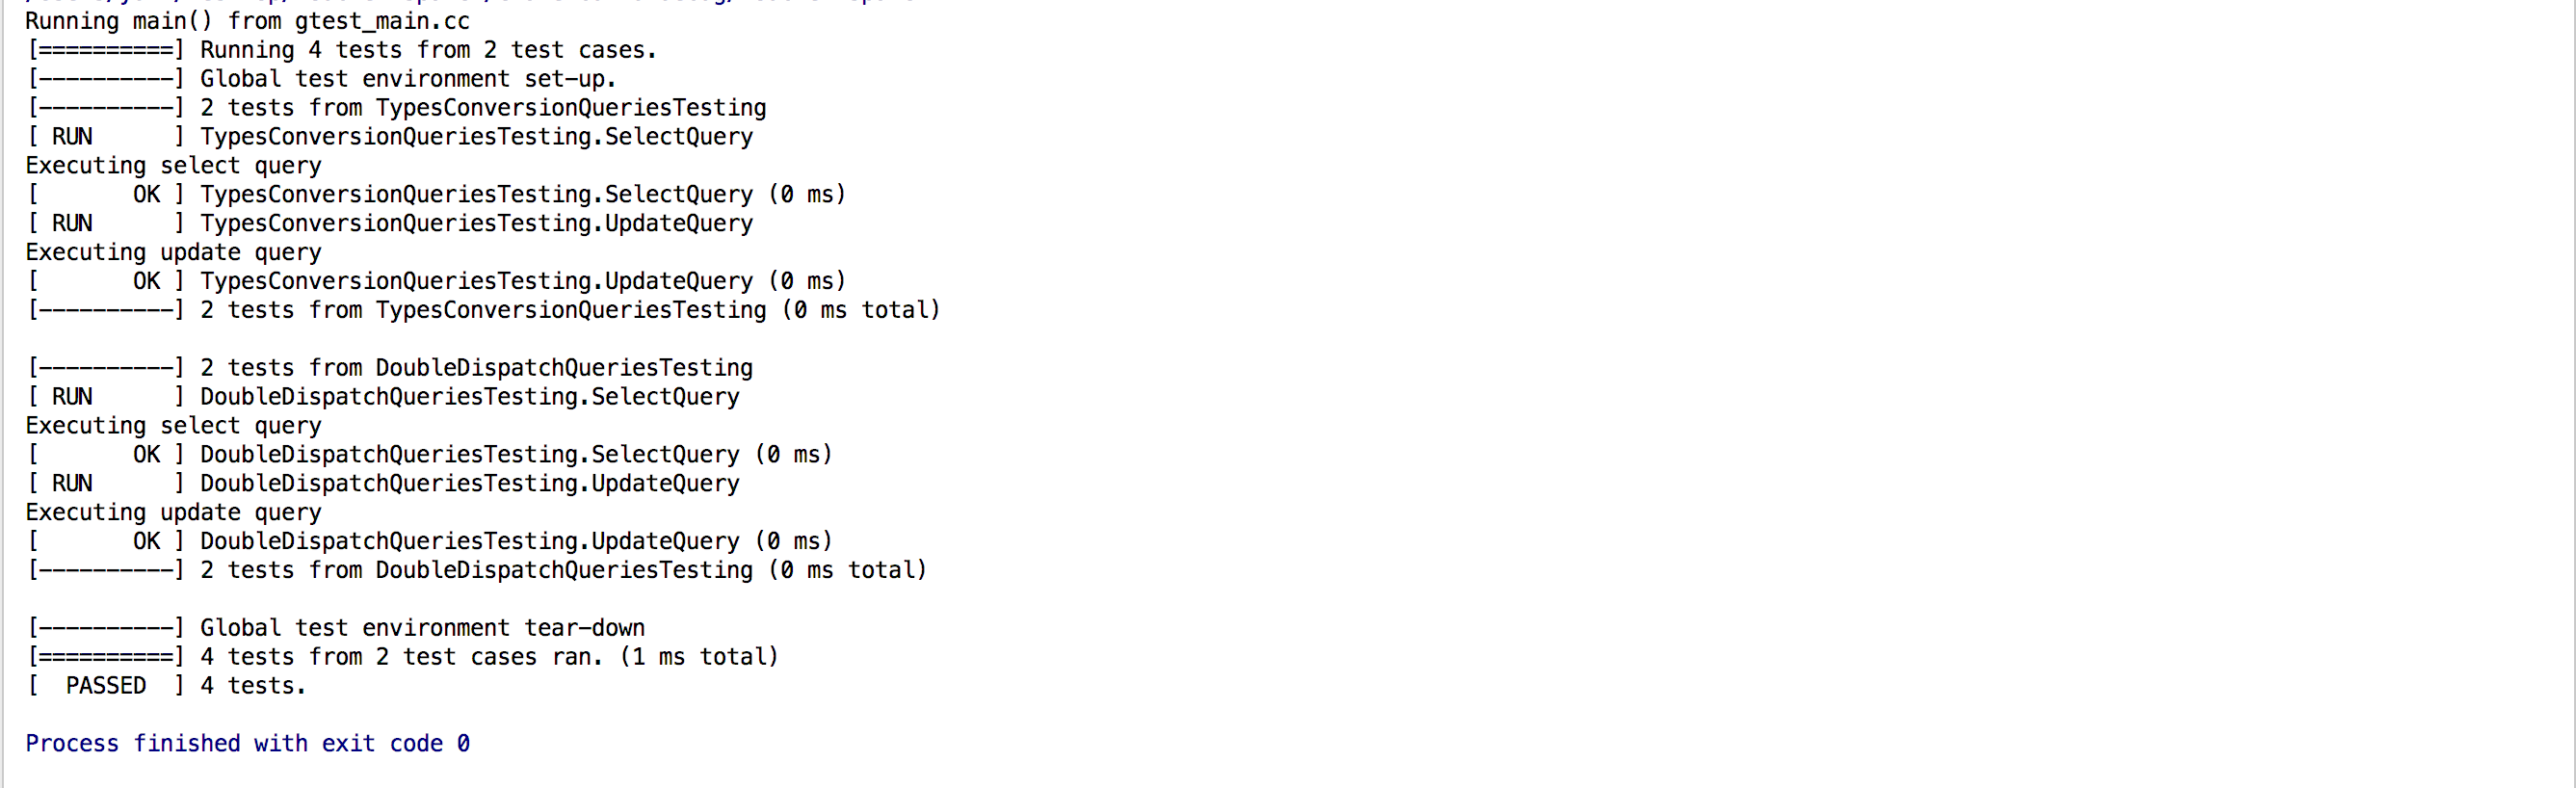 Running main() from gtest_main.cc
[==========] Running 4 tests from 2 test cases.
[----------] Global test environment set-up.
[----------] 2 tests from TypesConversionQueriesTesting
[ RUN      ] TypesConversionQueriesTesting.SelectQuery
Executing select query
[       OK ] TypesConversionQueriesTesting.SelectQuery (0 ms)
[ RUN      ] TypesConversionQueriesTesting.UpdateQuery
Executing update query
[       OK ] TypesConversionQueriesTesting.UpdateQuery (0 ms)
[----------] 2 tests from TypesConversionQueriesTesting (0 ms total)

[----------] 2 tests from DoubleDispatchQueriesTesting
[ RUN      ] DoubleDispatchQueriesTesting.SelectQuery
Executing select query
[       OK ] DoubleDispatchQueriesTesting.SelectQuery (0 ms)
[ RUN      ] DoubleDispatchQueriesTesting.UpdateQuery
Executing update query
[       OK ] DoubleDispatchQueriesTesting.UpdateQuery (0 ms)
[----------] 2 tests from DoubleDispatchQueriesTesting (0 ms total)

[----------] Global test environment tear-down
[==========] 4 tests from 2 test cases ran. (1 ms total)
[  PASSED  ] 4 tests.

Process finished with exit code 0